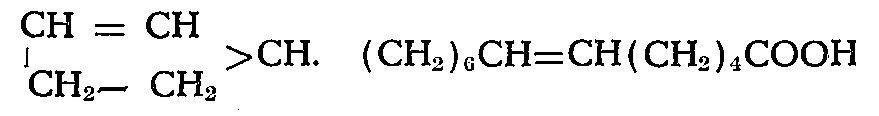 CH = CH
>CH. (CH₂)₆CH=CH(CH₂)₄COOH
CH₂— CH₂